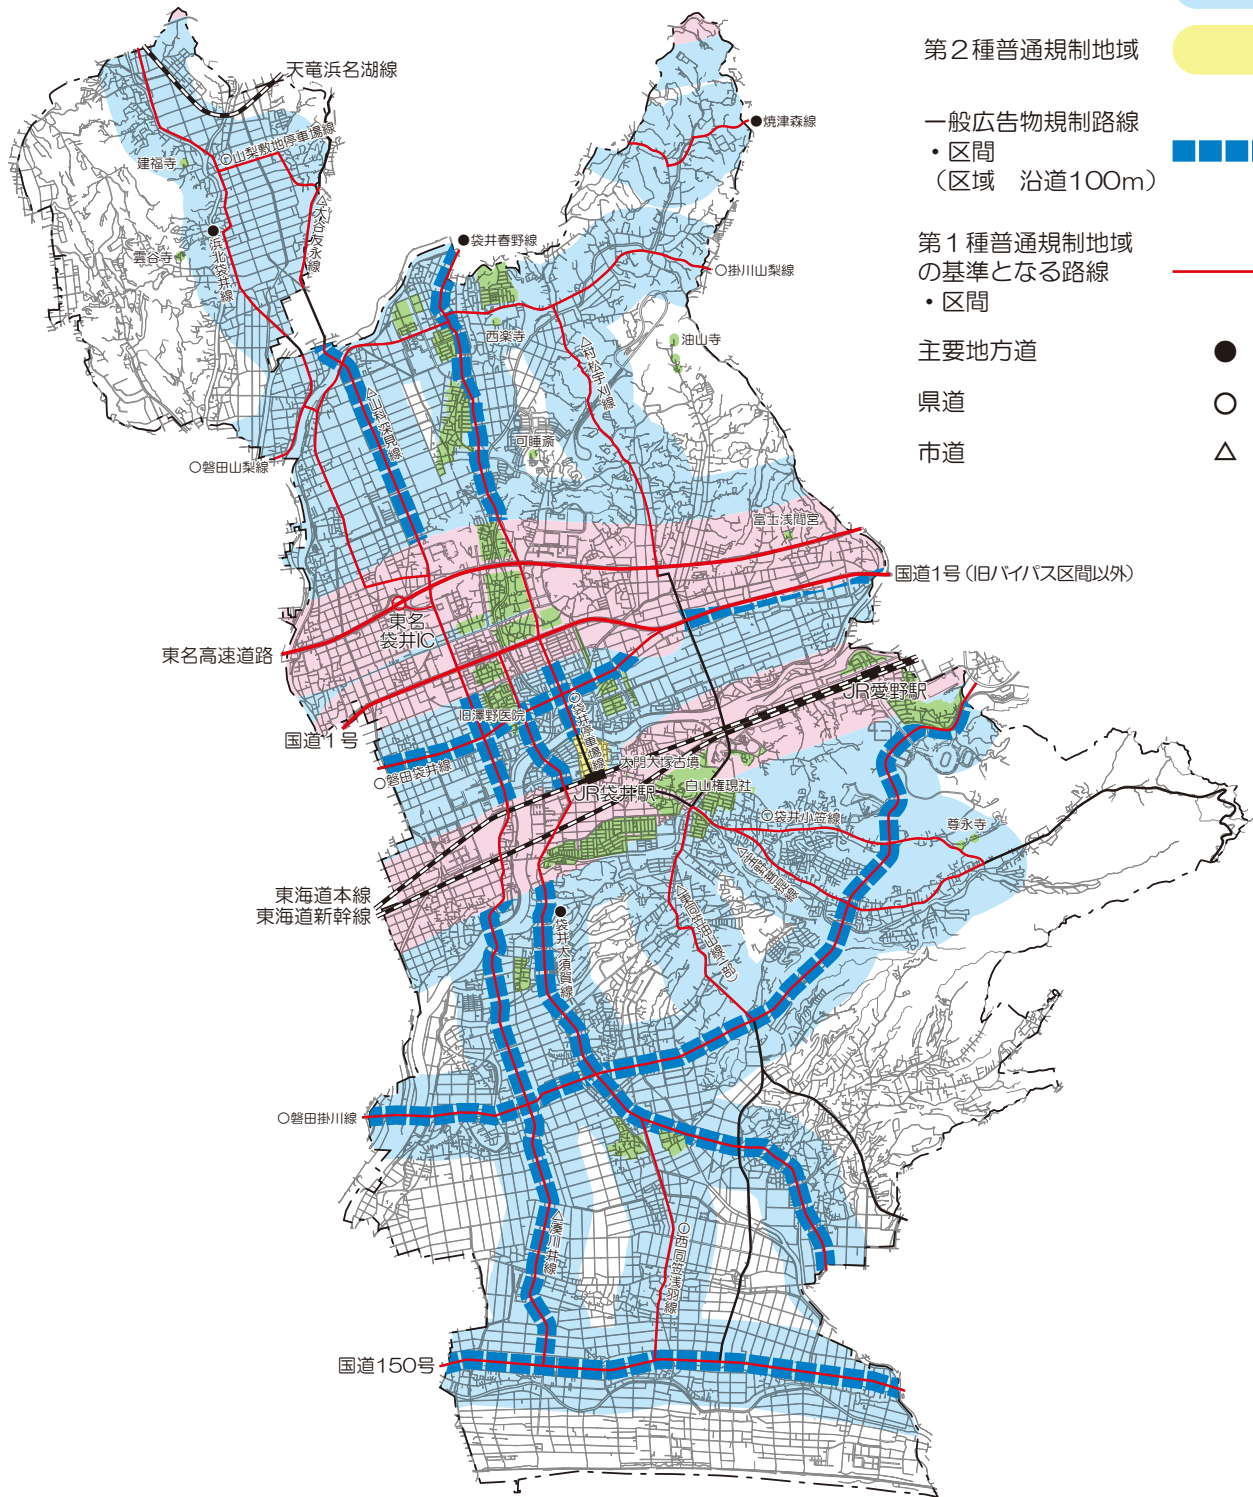 第２種普通規制地域
一般広告物規制路線
・区間
（区域　沿道100m）
第１種普通規制地域
の基準となる路線
・区間
主要地方道
県道
市道
天竜浜名湖線
焼津森線
○山梨敷地停車場線
建福寺
△大谷友永線
浜北袋井線
雲谷寺
袋井春野線
○掛川山梨線
西楽寺
油山寺
可睡斎
○磐田山梨線
富士浅間宮
国道1号（旧バイパス区間以外）
東名
袋井IC
東名高速道路
JR愛野駅
旧澤野医院
国道1号
○袋井停車場線
○磐田袋井線
大門大塚古墳
白山権現社
JR袋井駅
○袋井小笠線
尊永寺
東海道本線
東海道新幹線
袋井大須賀線
○磐田掛川線
△湊川井線
○西同笠浅羽線
国道150号